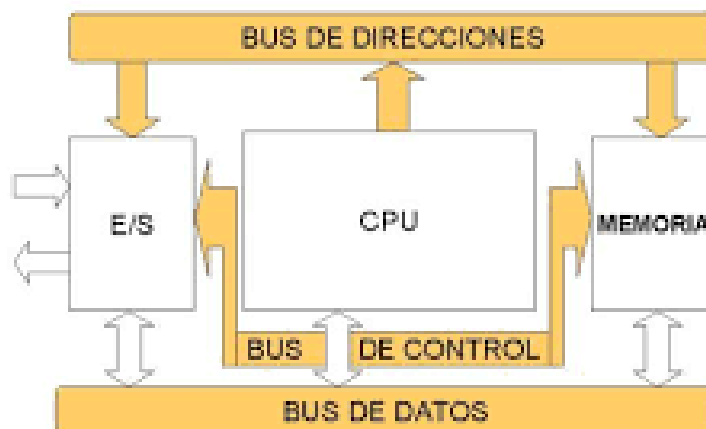 BUS DE DIRECCIONES
E/S
CPU
MEMORIA
BUS DE CONTROL
BUS DE DATOS